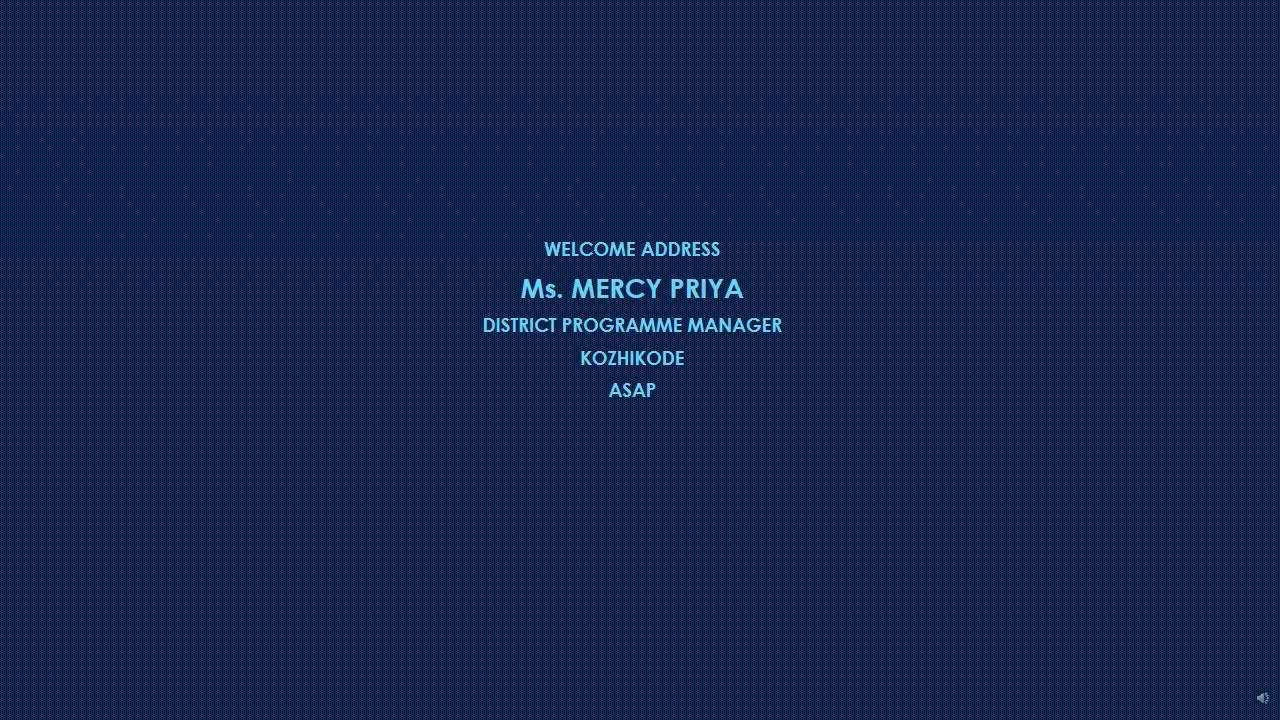 WELCOME ADDRESS
Ms. MERCY PRIYA
DISTRICT PROGRAMME MANAGER
KOZHIKODE
ASAP